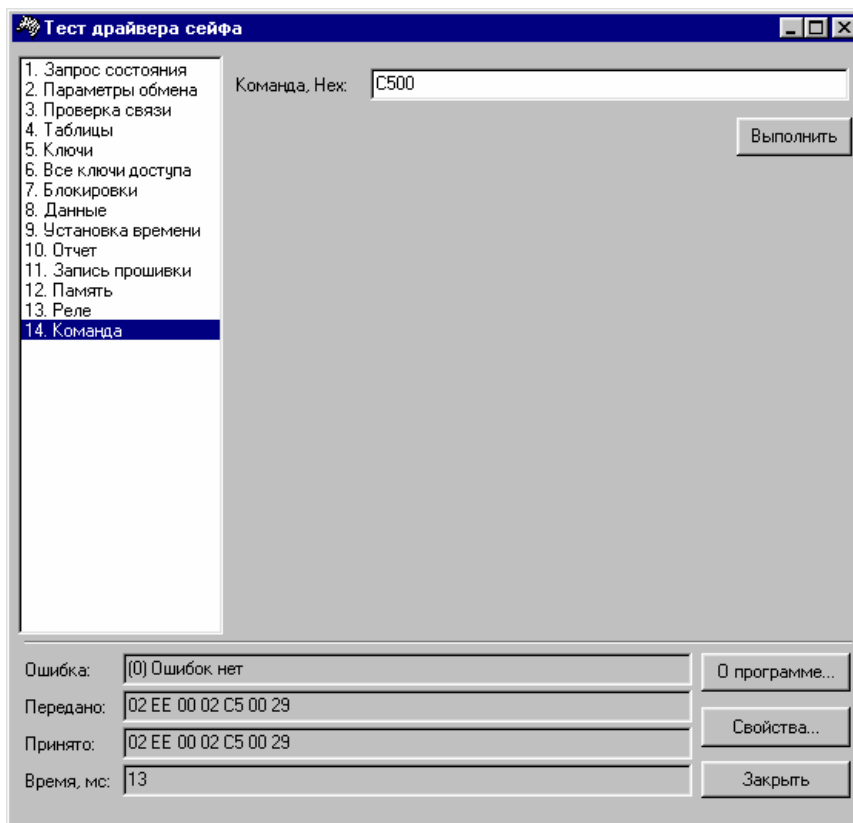 Тест драйвера сейфа
1. Запрос состояния
2. Параметры обмена
3. Проверка связи
4. Таблицы
5. Ключи
6. Все ключи доступа
7. Блокировки
8. Данные
9. Установка времени
10. Отчет
11. Запись прошивки
12. Память
13. Реле
14. Команда
Команда, Hex: C500
Выполнить
Ошибка: (0) Ошибок нет
О программе...
Передано: 02 EE 00 02 C5 00 29
Свойства...
Принято: 02 EE 00 02 C5 00 29
Время, мс: 13
Закрыть